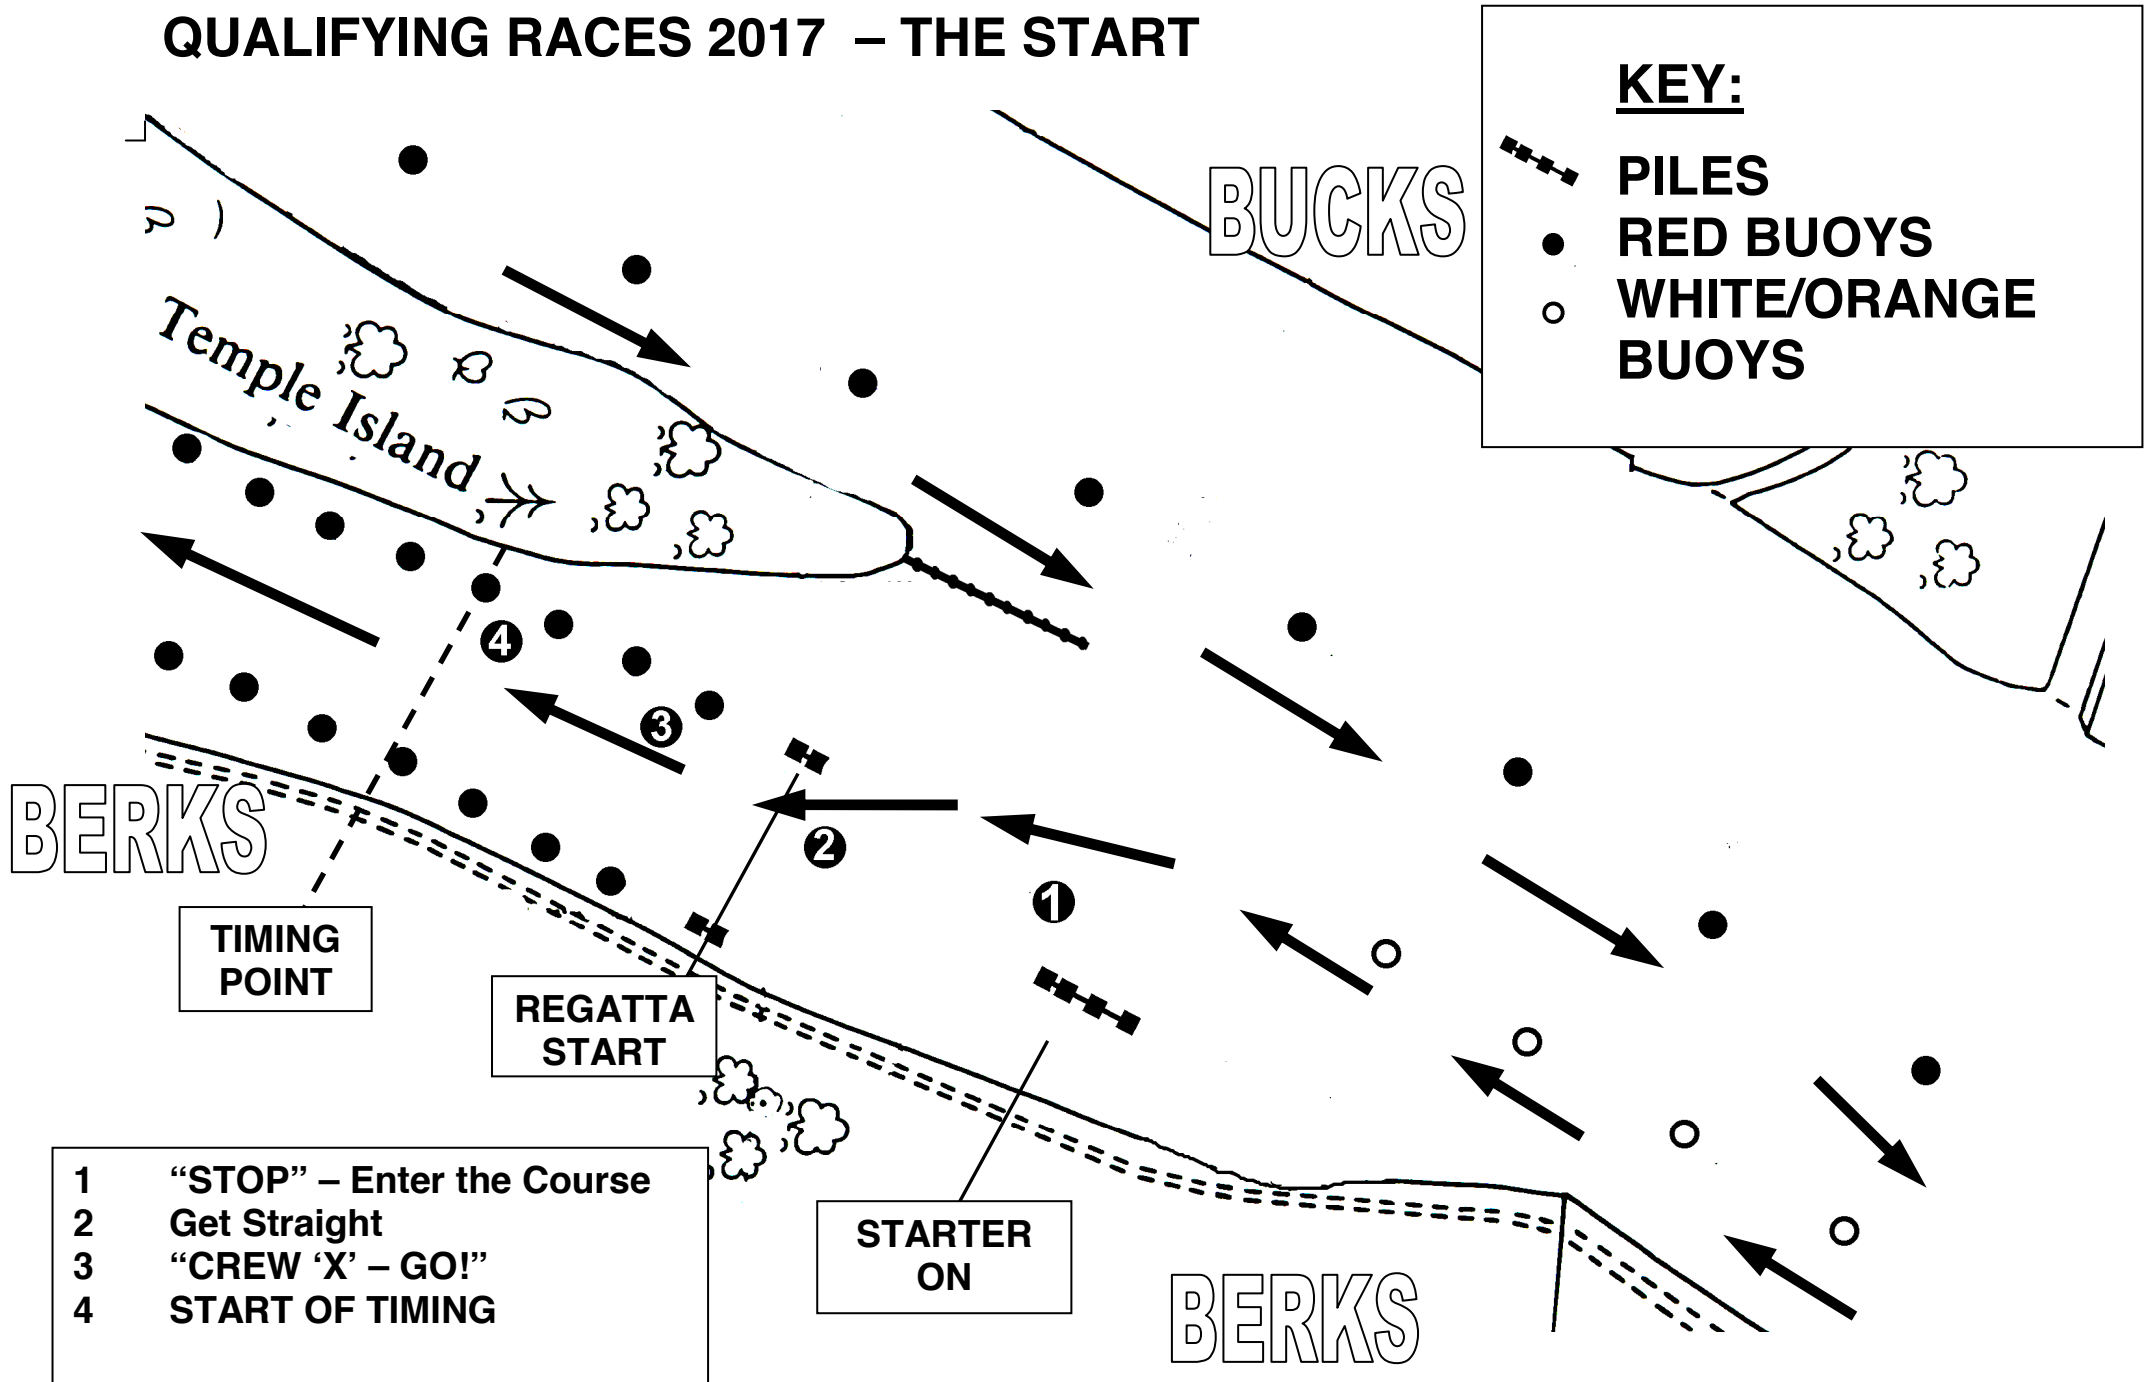 QUALIFYING RACES 2017 – THE START
KEY:
PILES
RED BUOYS
WHITE/ORANGE
BUOYS
BUCKS
Temple Island
4
3
2
1
BERKS
TIMING
POINT
REGATTA
START
STARTER
ON
BERKS
1 “STOP” – Enter the Course
2 Get Straight
3 “CREW ‘X’ – GO!”
4 START OF TIMING